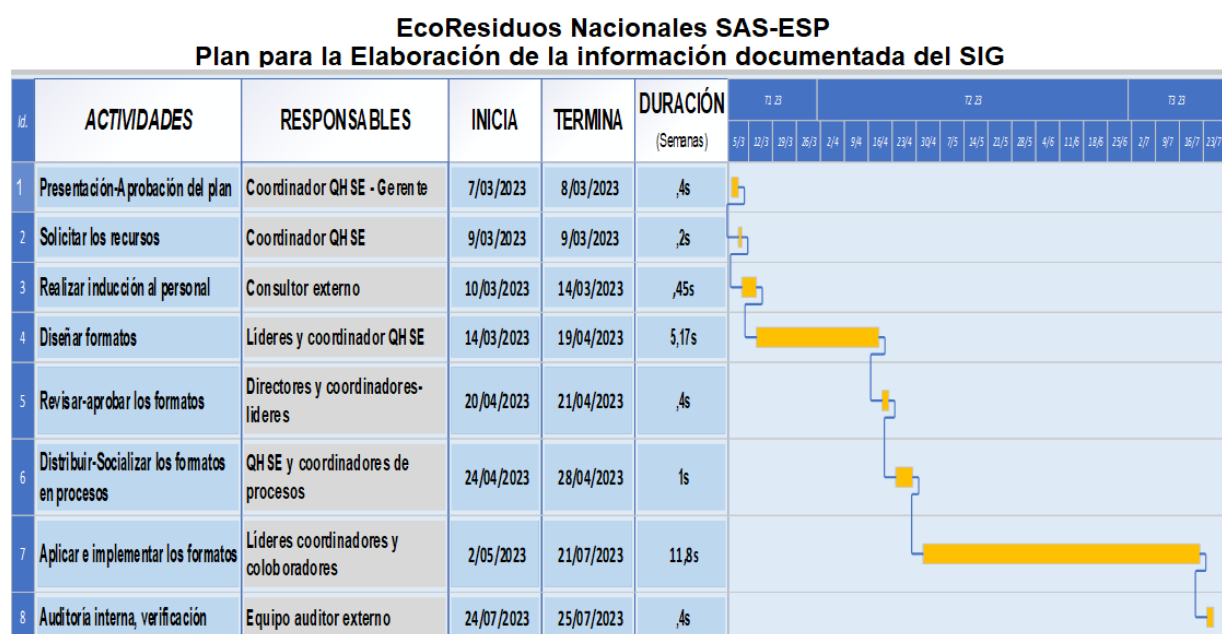 EcoResiduos Nacionales SAS-ESP
Plan para la Elaboración de la información documentada del SIG
Id. ACTIVIDADES RESPONSABLES INICIA TERMINA DURACIÓN (Semanas) T1 23 T2 23 T3 23
5/3 12/3 19/3 26/3 2/4 9/4 16/4 23/4 30/4 7/5 14/5 21/5 28/5 4/6 11/6 18/6 25/6 2/7 9/7 16/7 23/7
1 Presentación-Aprobación del plan Coordinador QHSE - Gerente 7/03/2023 8/03/2023 ,4s
2 Solicitar los recursos Coordinador QHSE 9/03/2023 9/03/2023 ,2s
3 Realizar inducción al personal Consultor externo 10/03/2023 14/03/2023 ,45s
4 Diseñar formatos Líderes y coordinador QHSE 14/03/2023 19/04/2023 5,17s
5 Revisar-aprobar los formatos Directores y coordinadores-
lideres 20/04/2023 21/04/2023 ,4s
6 Distribuir-Socializar los formatos
en procesos QHSE y coordinadores de
procesos 24/04/2023 28/04/2023 1s
7 Aplicar e implementar los formatos Líderes coordinadores y
coloboradores 2/05/2023 21/07/2023 11,8s
8 Auditoría interna, verificación Equipo auditor externo 24/07/2023 25/07/2023 ,4s